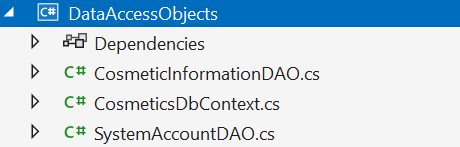 C# DataAccessObjects
Dependencies
C# CosmeticInformationDAO.cs
C# CosmeticsDbContext.cs
C# SystemAccountDAO.cs